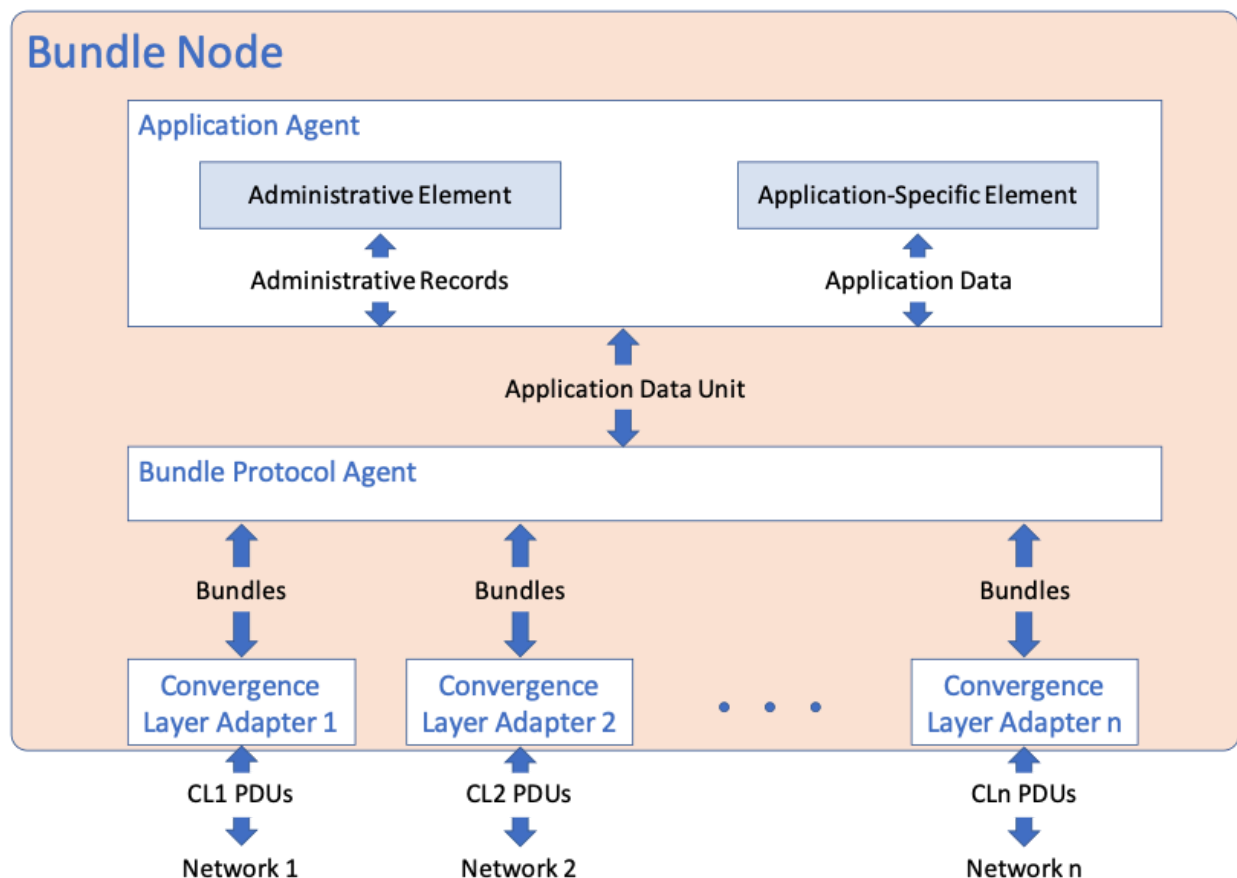 Bundle Node
Application Agent
Administrative Element
Application-Specific Element
Administrative Records
Application Data
Application Data Unit
Bundle Protocol Agent
Bundles
Bundles
Bundles
Convergence
Layer Adapter 1
Convergence
Layer Adapter 2
. . .
Convergence
Layer Adapter n
CL1 PDUs
CL2 PDUs
CLn PDUs
Network 1
Network 2
Network n